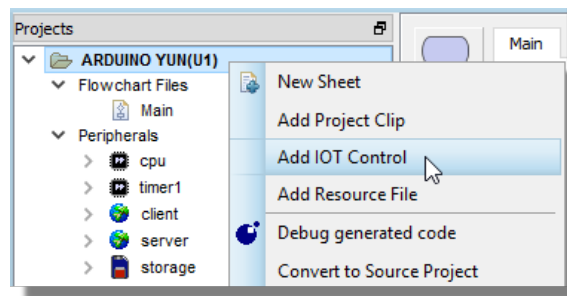 Projects
ARDUINO YUN(U1)
Flowchart Files
Main
Peripherals
cpu
timer1
client
server
storage
New Sheet
Add Project Clip
Add IOT Control
Add Resource File
Debug generated code
Convert to Source Project
Main